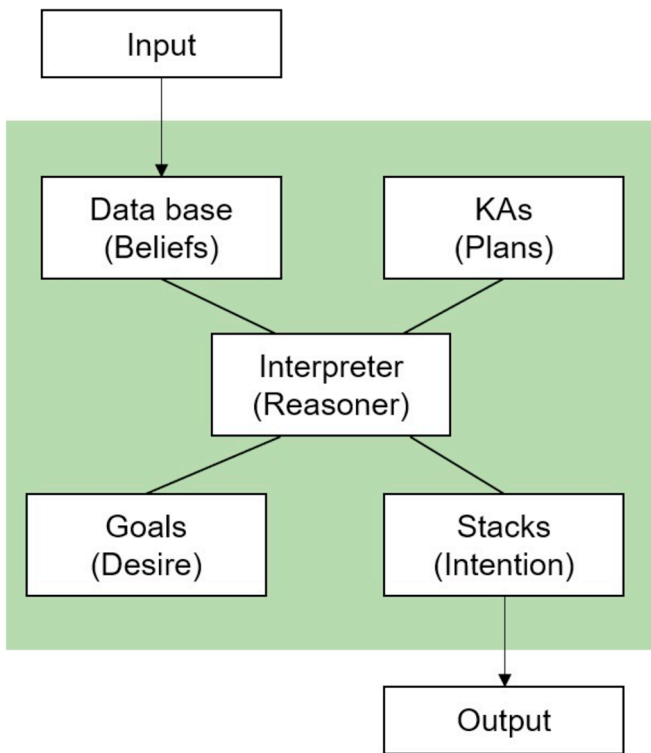 Input
Data base
(Beliefs)
KAs
(Plans)
Interpreter
(Reasoner)
Goals
(Desire)
Stacks
(Intention)
Output